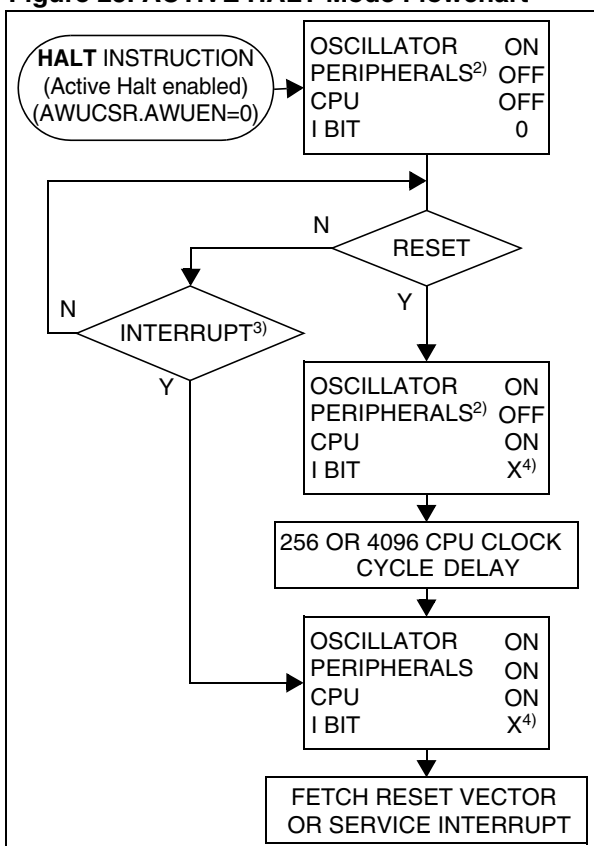 Figure 28. ACTIVE-HALT Mode Flowchart
HALT INSTRUCTION
(Active Halt enabled)
(AWUCSR.AWUEN=0)
OSCILLATOR ON
PERIPHERALS2) OFF
CPU OFF
I BIT 0
N
RESET
N
INTERRUPT3)
Y
Y
OSCILLATOR ON
PERIPHERALS2) OFF
CPU ON
I BIT X4)
256 OR 4096 CPU CLOCK
CYCLE DELAY
OSCILLATOR ON
PERIPHERALS ON
CPU ON
I BIT X4)
FETCH RESET VECTOR
OR SERVICE INTERRUPT